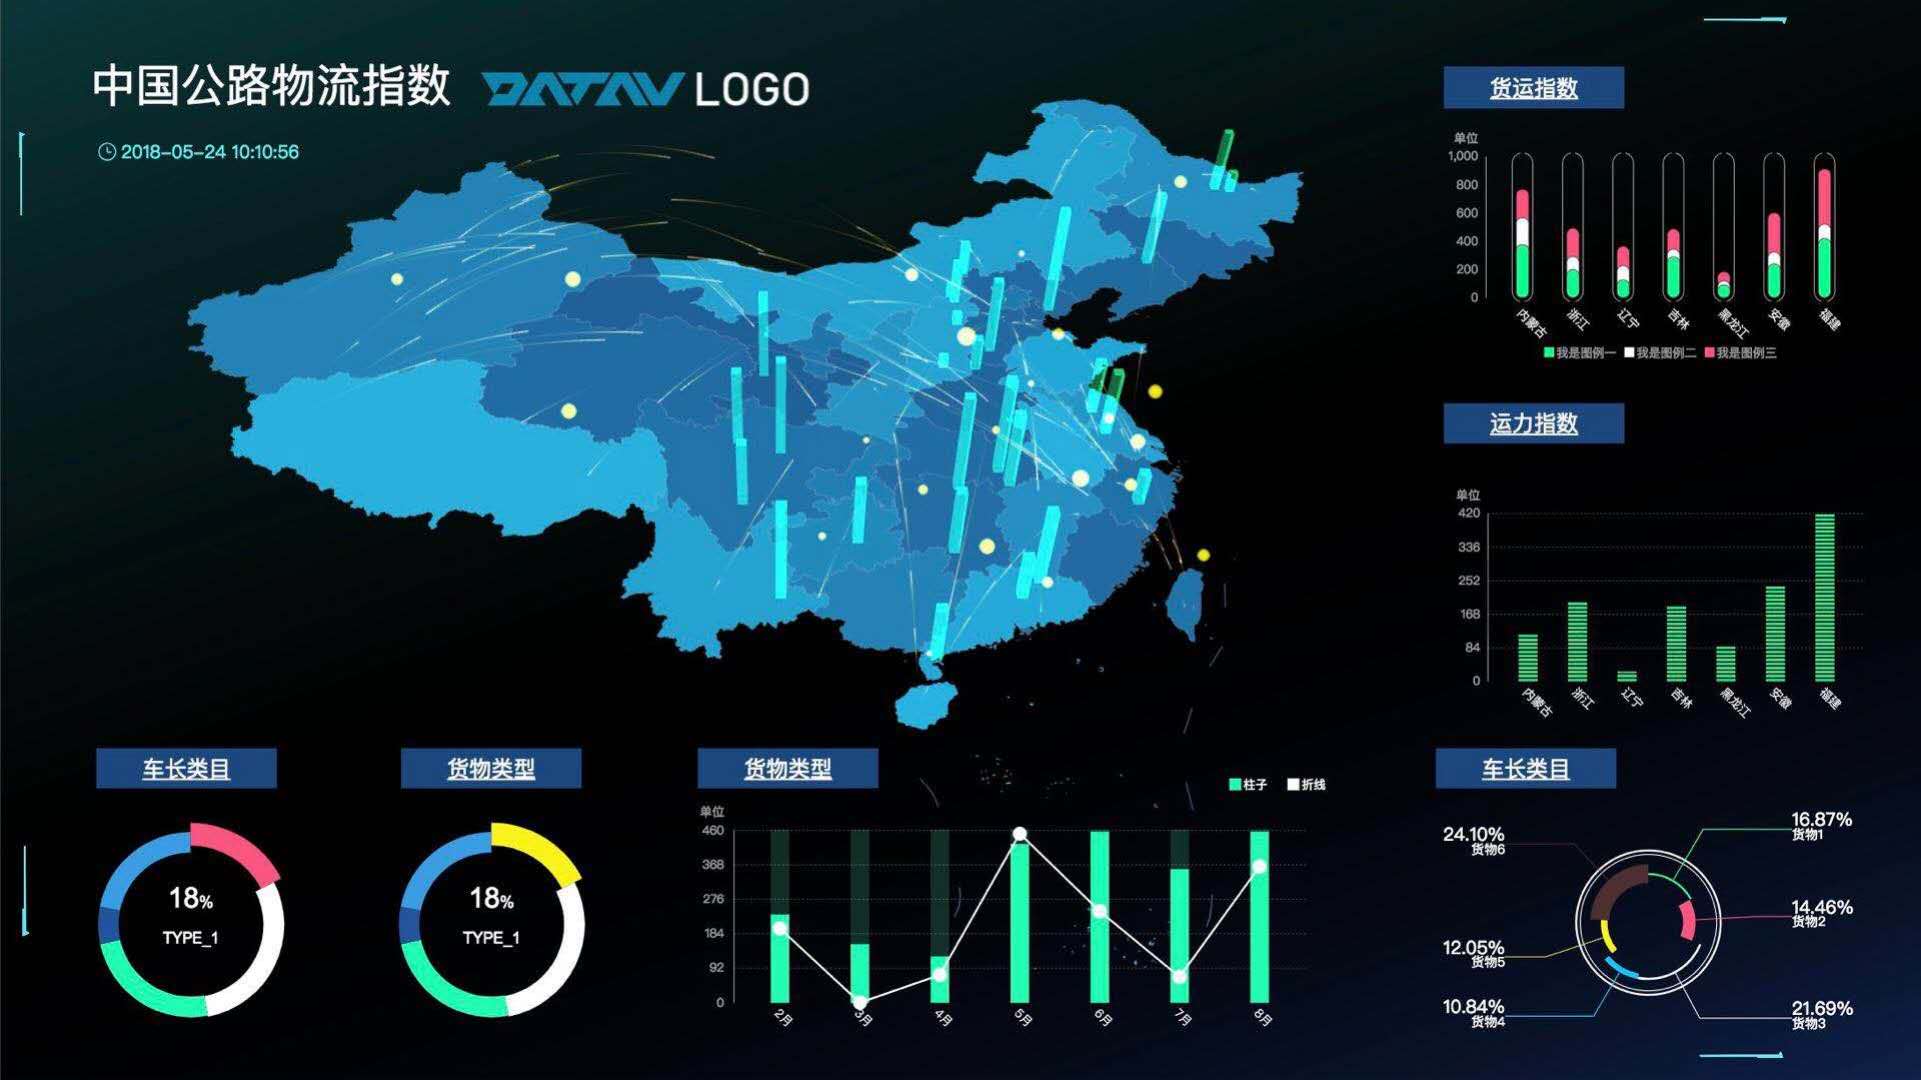 中国公路物流指数
DATAV LOGO
2018-05-24 10:10:56
货运指数
单位
1,000
800
600
400
200
0
内蒙古
浙江
辽宁
吉林
黑龙江
安徽
福建
我是图例一 我是图例二 我是图例三
运力指数
单位
420
336
252
168
84
0
内蒙古
浙江
辽宁
吉林
黑龙江
安徽
福建
车长类目
18%
TYPE_1
货物类型
18%
TYPE_1
货物类型
柱子 折线
单位
460
368
276
184
92
0
2月
3月
4月
5月
6月
7月
8月
车长类目
24.10%
货物6
16.87%
货物1
14.46%
货物2
12.05%
货物5
10.84%
货物4
21.69%
货物3